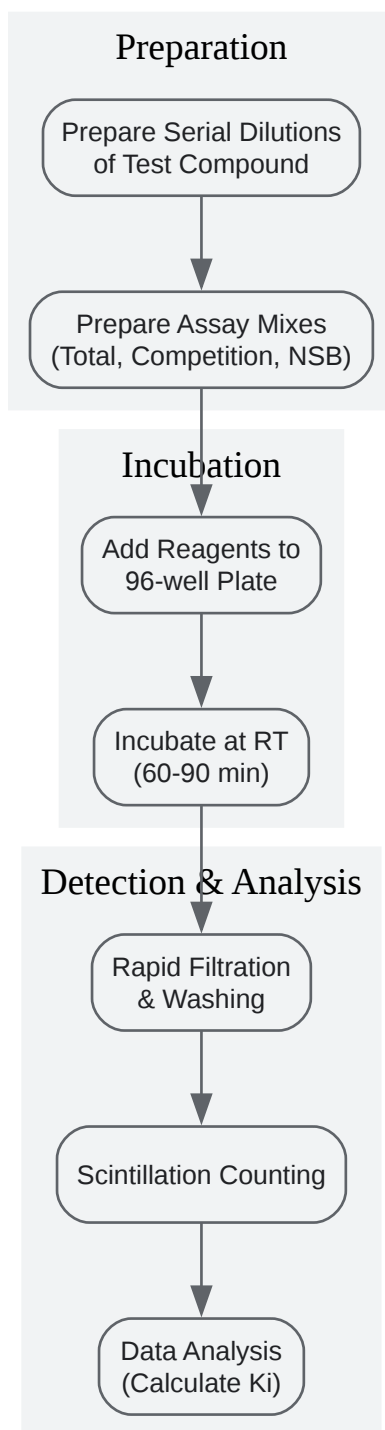 Preparation
Prepare Serial Dilutions
of Test Compound
Prepare Assay Mixes
(Total, Competition, NSB)
Incubation
Add Reagents to
96-well Plate
Incubate at RT
(60-90 min)
Detection & Analysis
Rapid Filtration
& Washing
Scintillation Counting
Data Analysis
(Calculate Ki)